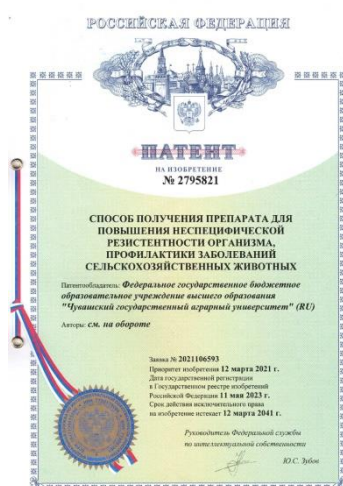 РОССИЙСКАЯ ФЕДЕРАЦИЯ
ПАТЕНТ
НА ИЗОБРЕТЕНИЕ
№ 2795821
СПОСОБ ПОЛУЧЕНИЯ ПРЕПАРАТА ДЛЯ
ПОВЫШЕНИЯ НЕСПЕЦИФИЧЕСКОЙ
РЕЗИСТЕНТНОСТИ ОРГАНИЗМА,
ПРОФИЛАКТИКИ ЗАБОЛЕВАНИЙ
СЕЛЬСКОХОЗЯЙСТВЕННЫХ ЖИВОТНЫХ
Патентообладатель: Федеральное государственное бюджетное
образовательное учреждение высшего образования
"Чувашский государственный аграрный университет" (RU)
Авторы: см. на обороте
Заявка № 2021106593
Приоритет изобретения 12 марта 2021 г.
Дата государственной регистрации
в Государственном реестре изобретений
Российской Федерации 11 мая 2023 г.
Срок действия исключительного права
на изобретение истекает 12 марта 2041 г.
Руководитель Федеральной службы
по интеллектуальной собственности
Ю.С. Зубов